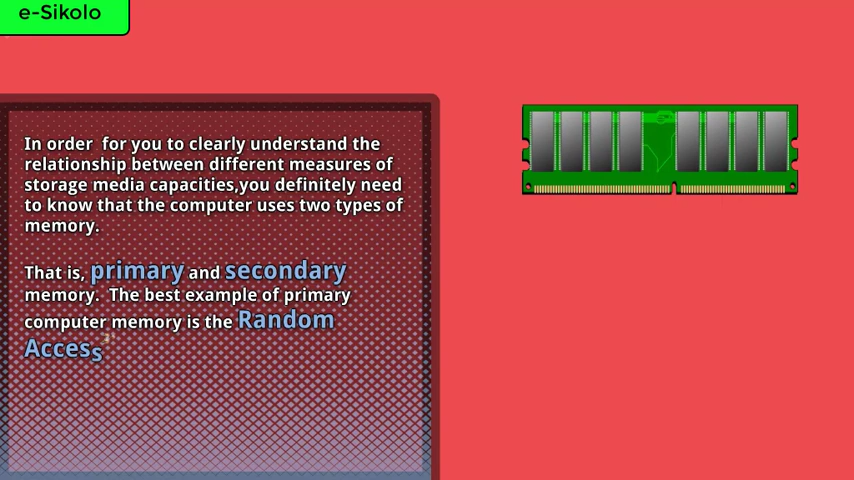 e-Sikolo
In order  for you to clearly understand the
relationship between different measures of
storage media capacities,you definitely need
to know that the computer uses two types of
memory.
That is, primary and secondary
memory.  The best example of primary
computer memory is the Random
Access